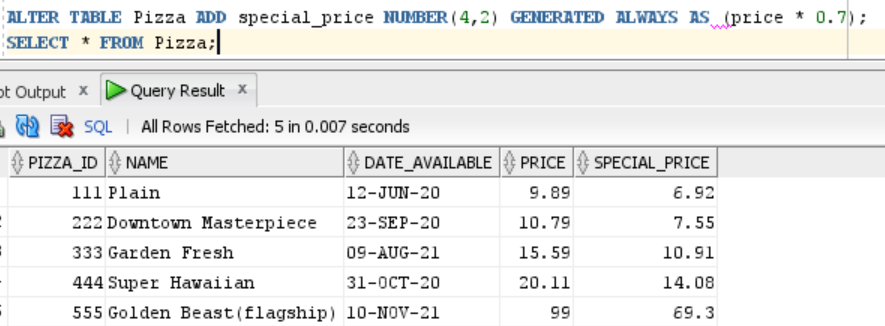 ALTER TABLE Pizza ADD special_price NUMBER(4,2) GENERATED ALWAYS AS (price * 0.7);
SELECT * FROM Pizza;
ot Output x Query Result x
SQL | All Rows Fetched: 5 in 0.007 seconds
PIZZA_ID NAME DATE_AVAILABLE PRICE SPECIAL_PRICE
111 Plain 12-JUN-20 9.89 6.92
222 Downtown Masterpiece 23-SEP-20 10.79 7.55
333 Garden Fresh 09-AUG-21 15.59 10.91
444 Super Hawaiian 31-OCT-20 20.11 14.08
555 Golden Beast(flagship) 10-NOV-21 99 69.3